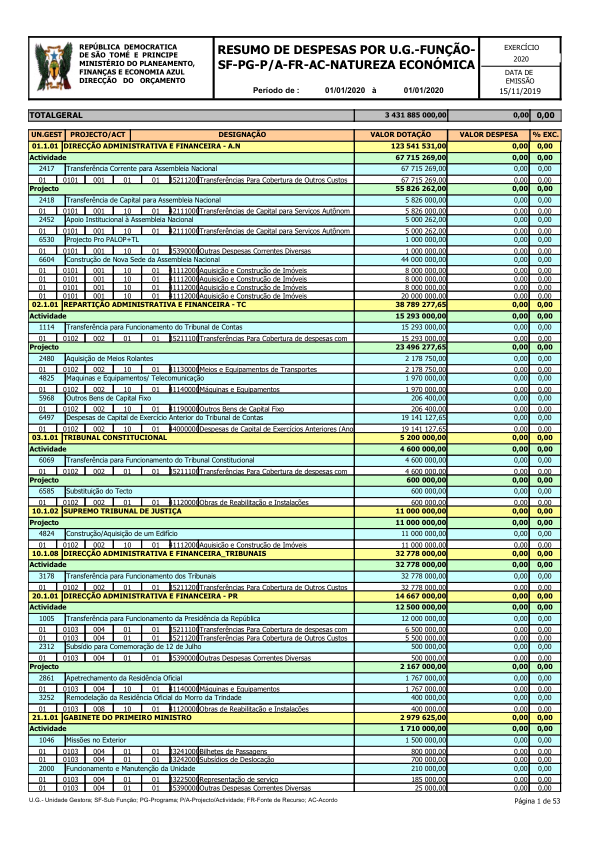 REPÚBLICA DEMOCRATICA
DE SÃO TOMÉ E PRINCIPE
MINISTÉRIO DO PLANEAMENTO,
FINANÇAS E ECONOMIA AZUL
DIRECÇÃO DO ORÇAMENTO
RESUMO DE DESPESAS POR U.G.-FUNÇÃO-
SF-PG-P/A-FR-AC-NATUREZA ECONÓMICA
Período de : 01/01/2020 à 01/01/2020
EXERCÍCIO
2020
DATA DE
EMISSÃO
15/11/2019
TOTALGERAL 3 431 885 000,00 0,00 0,00
UN.GEST PROJECTO/ACT DESIGNAÇÃO VALOR DOTAÇÃO VALOR DESPESA % EXC.
01.1.01 DIRECÇÃO ADMINISTRATIVA E FINANCEIRA - A.N 123 541 531,00 0,00 0,00
Actividade 67 715 269,00 0,00 0,00
2417 Transferência Corrente para Assembleia Nacional 67 715 269,00 0,00 0,00
01 0101 001 01 01 35211200 Transferências Para Cobertura de Outros Custos 67 715 269,00 0,00 0,00
Projecto 55 826 262,00 0,00 0,00
2418 Transferência de Capital para Assembleia Nacional 5 826 000,00 0,00 0,00
01 0101 001 10 01 42111000 Transferências de Capital para Serviços Autônom 5 826 000,00 0,00 0,00
2452 Apoio Institucional à Assembleia Nacional 5 000 262,00 0,00 0,00
01 0101 001 10 01 42111000 Transferências de Capital para Serviços Autônom 5 000 262,00 0,00 0,00
6530 Projecto Pro PALOP+TL 1 000 000,00 0,00 0,00
01 0101 001 10 01 35390000 Outras Despesas Correntes Diversas 1 000 000,00 0,00 0,00
6604 Construção de Nova Sede da Assembleia Nacional 44 000 000,00 0,00 0,00
01 0101 001 10 01 41112000 Aquisição e Construção de Imóveis 8 000 000,00 0,00 0,00
01 0101 001 10 01 41112000 Aquisição e Construção de Imóveis 8 000 000,00 0,00 0,00
01 0101 001 10 01 41112000 Aquisição e Construção de Imóveis 8 000 000,00 0,00 0,00
01 0101 001 10 01 41112000 Aquisição e Construção de Imóveis 20 000 000,00 0,00 0,00
02.1.01 REPARTIÇÃO ADMINISTRATIVA E FINANCEIRA - TC 38 789 277,65 0,00 0,00
Actividade 15 293 000,00 0,00 0,00
1114 Transferência para Funcionamento do Tribunal de Contas 15 293 000,00 0,00 0,00
01 0102 002 01 01 35211100 Transferências Para Cobertura de despesas com 15 293 000,00 0,00 0,00
Projecto 23 496 277,65 0,00 0,00
2480 Aquisição de Meios Rolantes 2 178 750,00 0,00 0,00
01 0102 002 10 01 41130000 Meios e Equipamentos de Transportes 2 178 750,00 0,00 0,00
4825 Maquinas e Equipamentos/ Telecomunicação 1 970 000,00 0,00 0,00
01 0102 002 10 01 41140000 Máquinas e Equipamentos 1 970 000,00 0,00 0,00
5968 Outros Bens de Capital Fixo 206 400,00 0,00 0,00
01 0102 002 10 01 41190000 Outros Bens de Capital Fixo 206 400,00 0,00 0,00
6497 Despesas de Capital de Exercício Anterior do Tribunal de Contas 19 141 127,65 0,00 0,00
01 0102 002 10 01 44000000 Despesas de Capital de Exercícios Anteriores (Ano 19 141 127,65 0,00 0,00
03.1.01 TRIBUNAL CONSTITUCIONAL 5 200 000,00 0,00 0,00
Actividade 4 600 000,00 0,00 0,00
6069 Transferência para Funcionamento do Tribunal Constitucional 4 600 000,00 0,00 0,00
01 0102 002 01 01 35211100 Transferências Para Cobertura de despesas com 4 600 000,00 0,00 0,00
Projecto 600 000,00 0,00 0,00
6585 Substituição do Tecto 600 000,00 0,00 0,00
01 0102 002 01 01 41120000 Obras de Reabilitação e Instalações 600 000,00 0,00 0,00
10.1.02 SUPREMO TRIBUNAL DE JUSTIÇA 11 000 000,00 0,00 0,00
Projecto 11 000 000,00 0,00 0,00
4824 Construção/Aquisição de um Edifício 11 000 000,00 0,00 0,00
01 0102 002 10 01 41112000 Aquisição e Construção de Imóveis 11 000 000,00 0,00 0,00
10.1.08 DIRECÇÃO ADMINISTRATIVA E FINANCEIRA_TRIBUNAIS 32 778 000,00 0,00 0,00
Actividade 32 778 000,00 0,00 0,00
3178 Transferência para Funcionamento dos Tribunais 32 778 000,00 0,00 0,00
01 0102 002 01 01 35211200 Transferências Para Cobertura de Outros Custos 32 778 000,00 0,00 0,00
20.1.01 DIRECÇÃO ADMINISTRATIVA E FINANCEIRA - PR 14 667 000,00 0,00 0,00
Actividade 12 500 000,00 0,00 0,00
1005 Transferência para Funcionamento da Presidência da República 12 000 000,00 0,00 0,00
01 0103 004 01 01 35211100 Transferências Para Cobertura de despesas com 6 500 000,00 0,00 0,00
01 0103 004 01 01 35211200 Transferências Para Cobertura de Outros Custos 5 500 000,00 0,00 0,00
2312 Subsídio para Comemoração de 12 de Julho 500 000,00 0,00 0,00
01 0103 004 01 01 35390000 Outras Despesas Correntes Diversas 500 000,00 0,00 0,00
Projecto 2 167 000,00 0,00 0,00
2861 Apetrechamento da Residência Oficial 1 767 000,00 0,00 0,00
01 0103 004 10 01 41140000 Máquinas e Equipamentos 1 767 000,00 0,00 0,00
3252 Remodelação da Residência Oficial do Morro da Trindade 400 000,00 0,00 0,00
01 0103 008 10 01 41120000 Obras de Reabilitação e Instalações 400 000,00 0,00 0,00
21.1.01 GABINETE DO PRIMEIRO MINISTRO 2 979 625,00 0,00 0,00
Actividade 1 710 000,00 0,00 0,00
1046 Missões no Exterior 1 500 000,00 0,00 0,00
01 0103 004 01 01 33241000 Bilhetes de Passagens 800 000,00 0,00 0,00
01 0103 004 01 01 33242000 Subsídios de Deslocação 700 000,00 0,00 0,00
2000 Funcionamento e Manutenção da Unidade 210 000,00 0,00 0,00
01 0103 004 01 01 33225000 Representação de serviço 185 000,00 0,00 0,00
01 0103 004 01 01 35390000 Outras Despesas Correntes Diversas 25 000,00 0,00 0,00
U.G.- Unidade Gestora; SF-Sub Função; PG-Programa; P/A-Projecto/Actividade; FR-Fonte de Recurso; AC-Acordo
Página 1 de 53